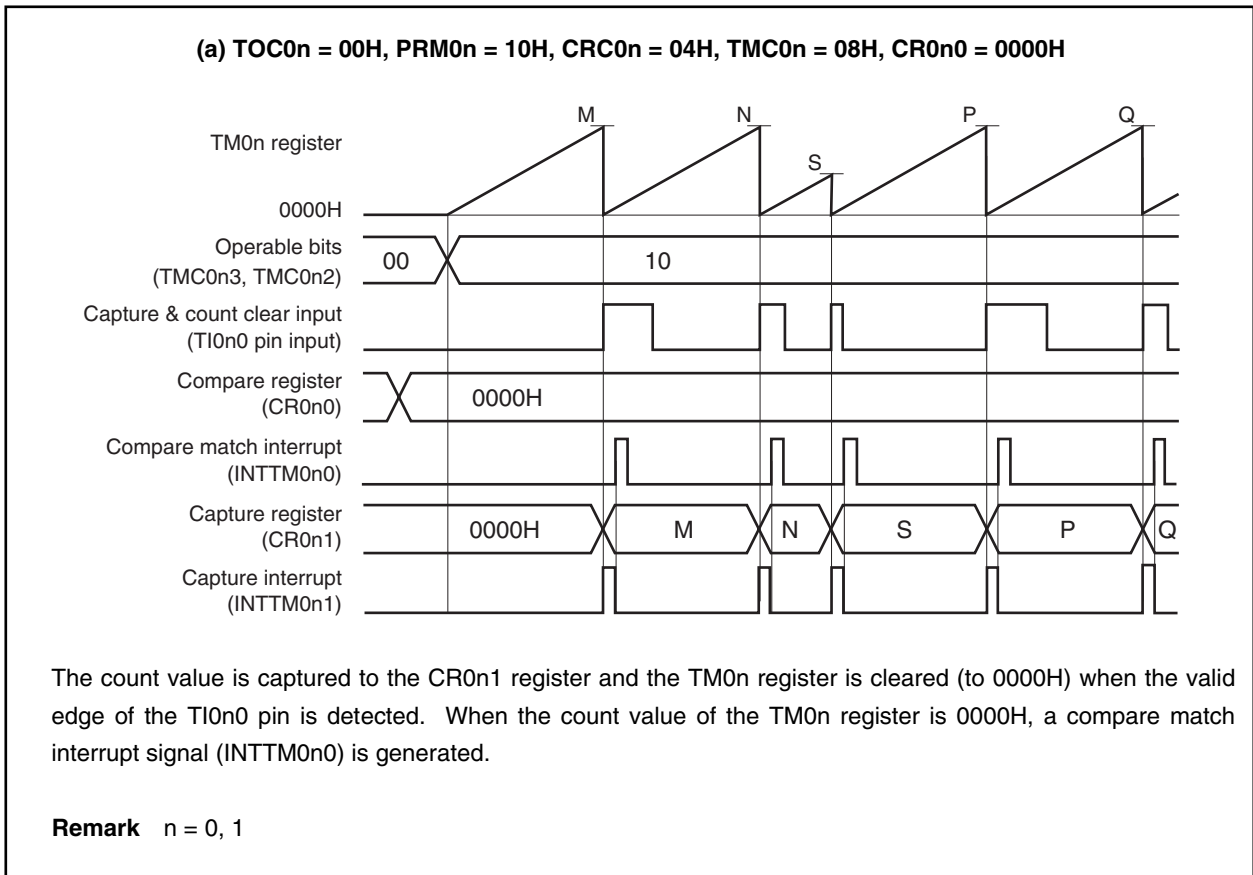 (a) TOC0n = 00H, PRM0n = 10H, CRC0n = 04H, TMC0n = 08H, CR0n0 = 0000H
M N S P Q
TM0n register
0000H
Operable bits
(TMC0n3, TMC0n2)
00 10
Capture & count clear input
(TI0n0 pin input)
Compare register
(CR0n0)
0000H
Compare match interrupt
(INTTM0n0)
Capture register
(CR0n1)
0000H M N S P Q
Capture interrupt
(INTTM0n1)
The count value is captured to the CR0n1 register and the TM0n register is cleared (to 0000H) when the valid
edge of the TI0n0 pin is detected. When the count value of the TM0n register is 0000H, a compare match
interrupt signal (INTTM0n0) is generated.
Remark n = 0, 1